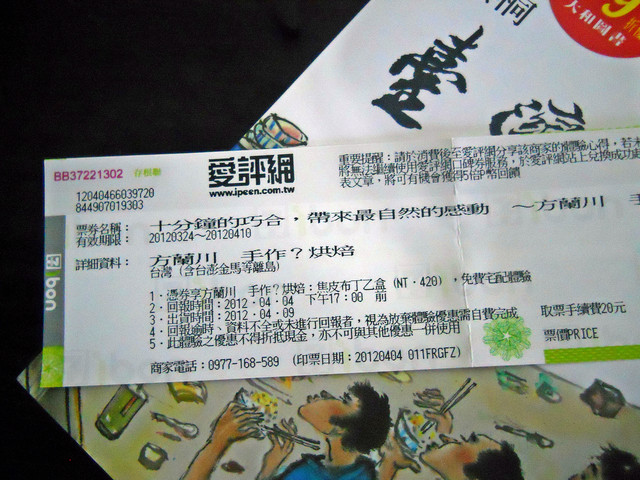 折
大和圖書
BB37221302 存根聯
愛評網
www.ipeen.com.tw
重要提醒：請於消費後至愛評網分享該商家的體驗心得，若未
將無法繼續使用愛評網口碑券服務，於愛評網站上兌換成功
表文章，將可有機會獲得5倍幣回饋
12040466039720
844907019303
票券名稱： 十分鐘的巧合，帶來最自然的感動 ～方蘭川 手
有效期限： 20120324～20120410
詳細資料： 方蘭川 手作？烘焙
台灣（含台澎金馬等離島）
1．憑券享方蘭川 手作？烘焙：焦皮布丁乙盒（NT．420），免費宅配體驗
2．回報時間：2012．04．04 下午17：00 前
3．出貨時間：2012．04．09
4．回報逾時、資料不全或未進行回報者，視為放棄體驗優惠需自費完成
5．此體驗之優惠不得折抵現金，亦不可與其他優惠一併使用
商家電話：0977-168-589 （印票日期：20120404 011FRGFZ）
取票手續費20元
票價PRICE
ibon